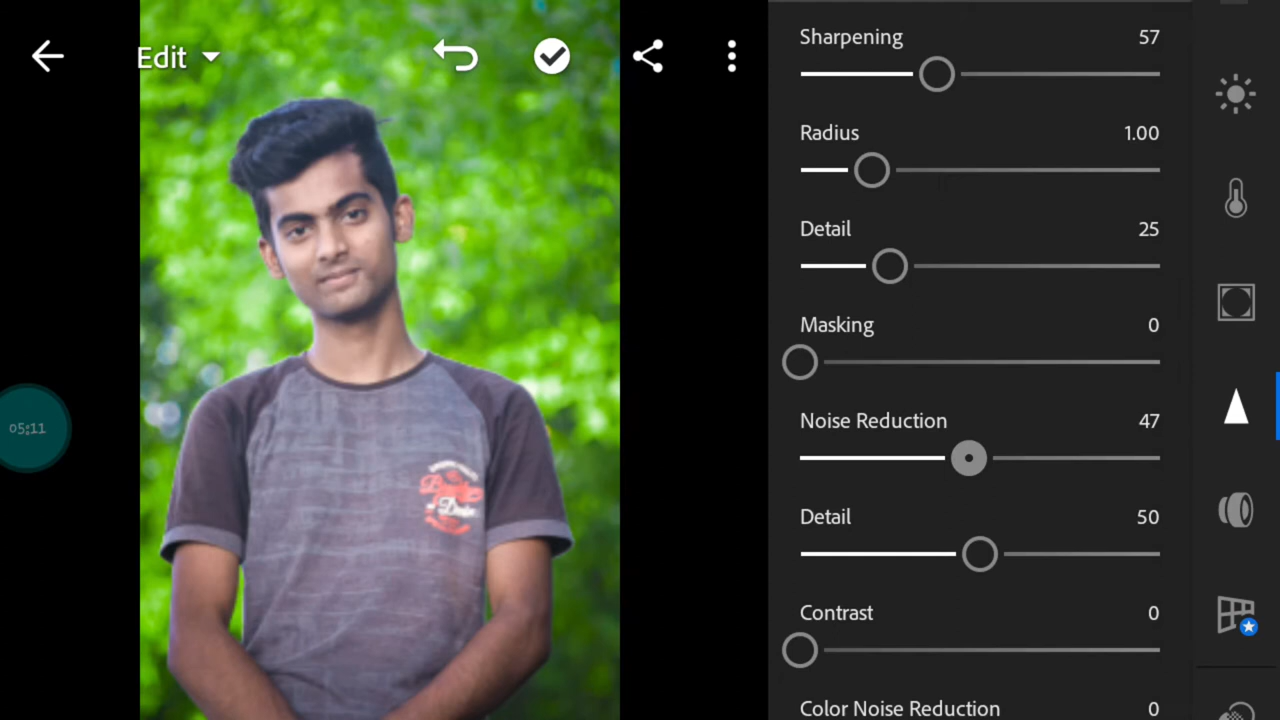 Edit
Sharpening 57
Radius 1.00
Detail 25
Masking 0
Noise Reduction 47
Detail 50
Contrast 0
Color Noise Reduction 0
05:11